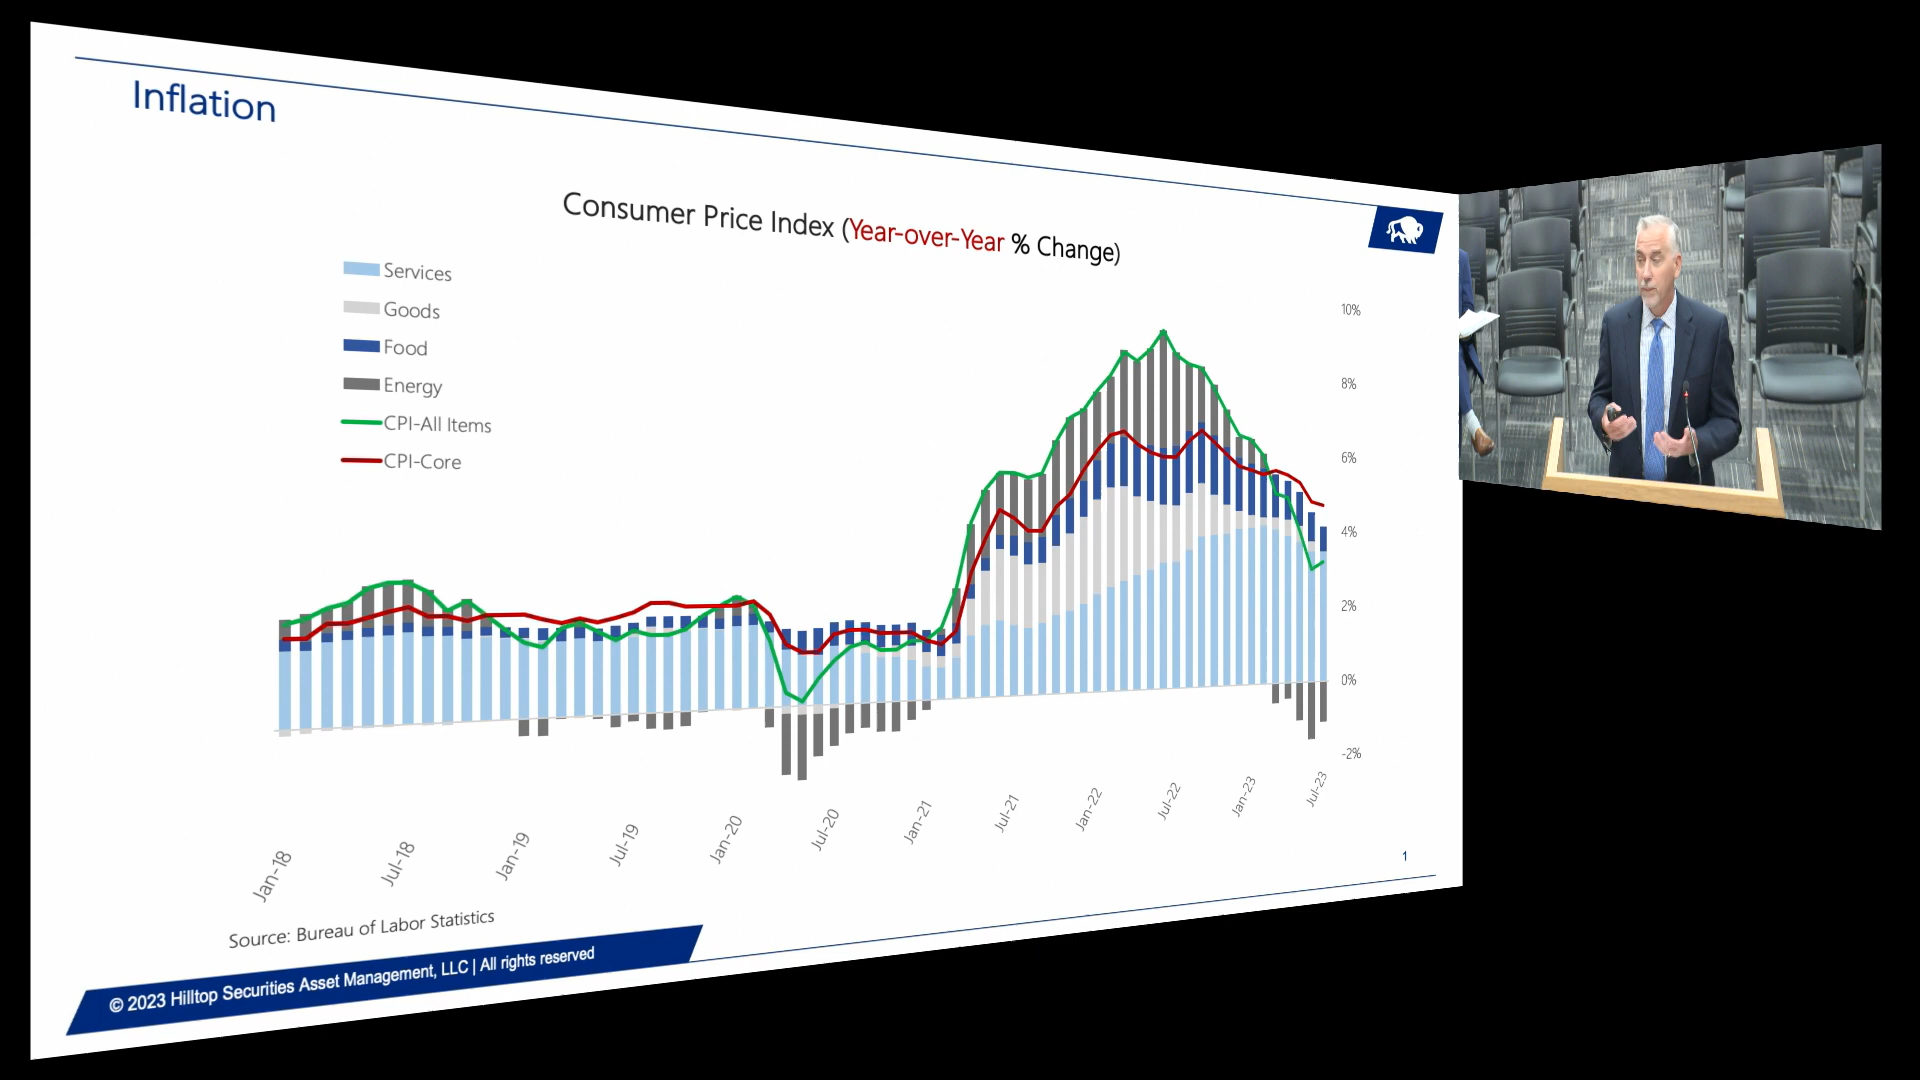 Inflation
Consumer Price Index (Year-over-Year % Change)
Services
Goods
Food
Energy
CPI-All Items
CPI-Core
10%
8%
6%
4%
2%
0%
-2%
Jan-18
Jul-18
Jan-19
Jul-19
Jan-20
Jul-20
Jan-21
Jul-21
Jan-22
Jul-22
Jan-23
Jul-23
1
Source: Bureau of Labor Statistics
© 2023 Hilltop Securities Asset Management, LLC | All rights reserved